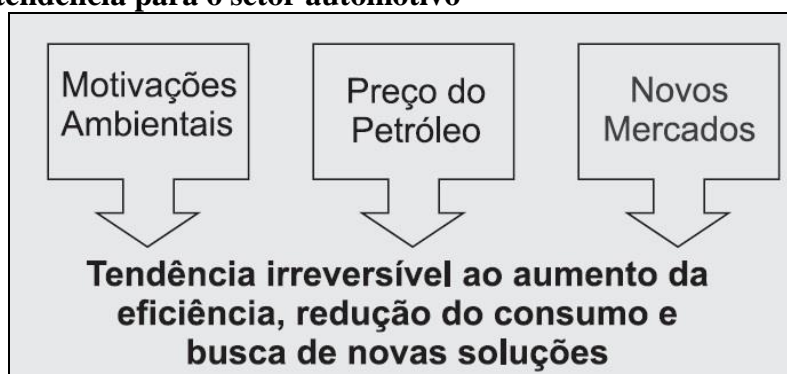 tendência para o setor automotivo
Motivações
Ambientais
Preço do
Petróleo
Novos
Mercados
Tendência irreversível ao aumento da
eficiência, redução do consumo e
busca de novas soluções